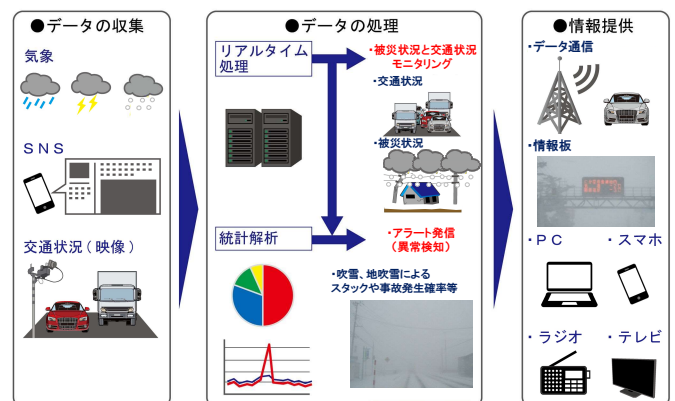 ●データの収集
気象
ＳＮＳ
交通状況（映像）
●データの処理
リアルタイム
処理
・被災状況と交通状況
モニタリング
・交通状況
・被災状況
統計解析
・アラート発信
（異常検知）
・吹雪、地吹雪による
スタックや事故発生確率等
●情報提供
・データ通信
・情報板
・ＰＣ
・スマホ
・ラジオ
・テレビ